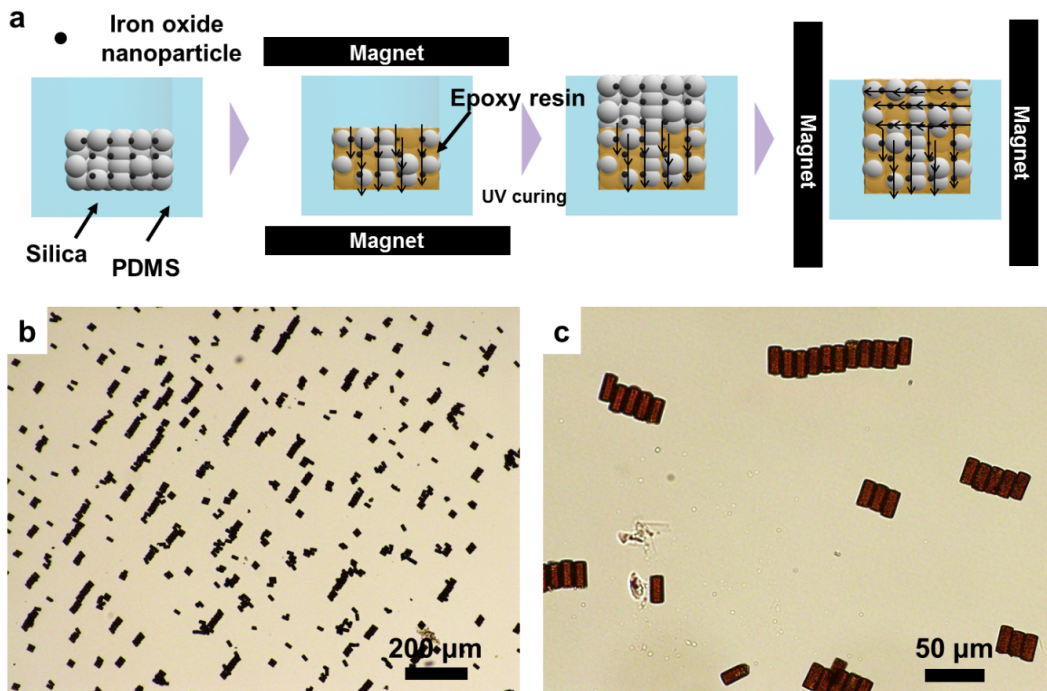 a
Iron oxide
nanoparticle
Silica
PDMS
Magnet
Epoxy resin
Magnet
UV curing
Magnet
Magnet
b
200 µm
c
50 µm